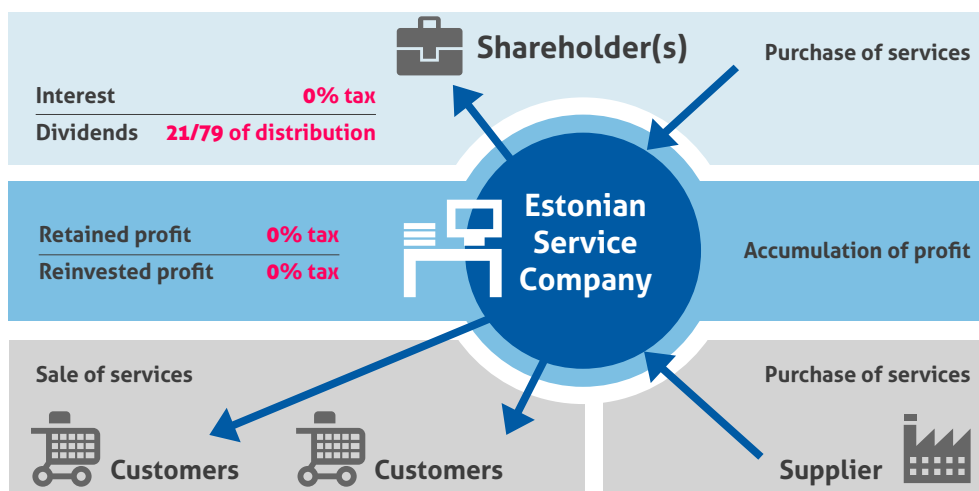 Shareholder(s)
Purchase of services
Interest 0% tax
Dividends 21/79 of distribution
Estonian
Service
Company
Retained profit 0% tax
Reinvested profit 0% tax
Accumulation of profit
Sale of services
Purchase of services
Customers
Customers
Supplier